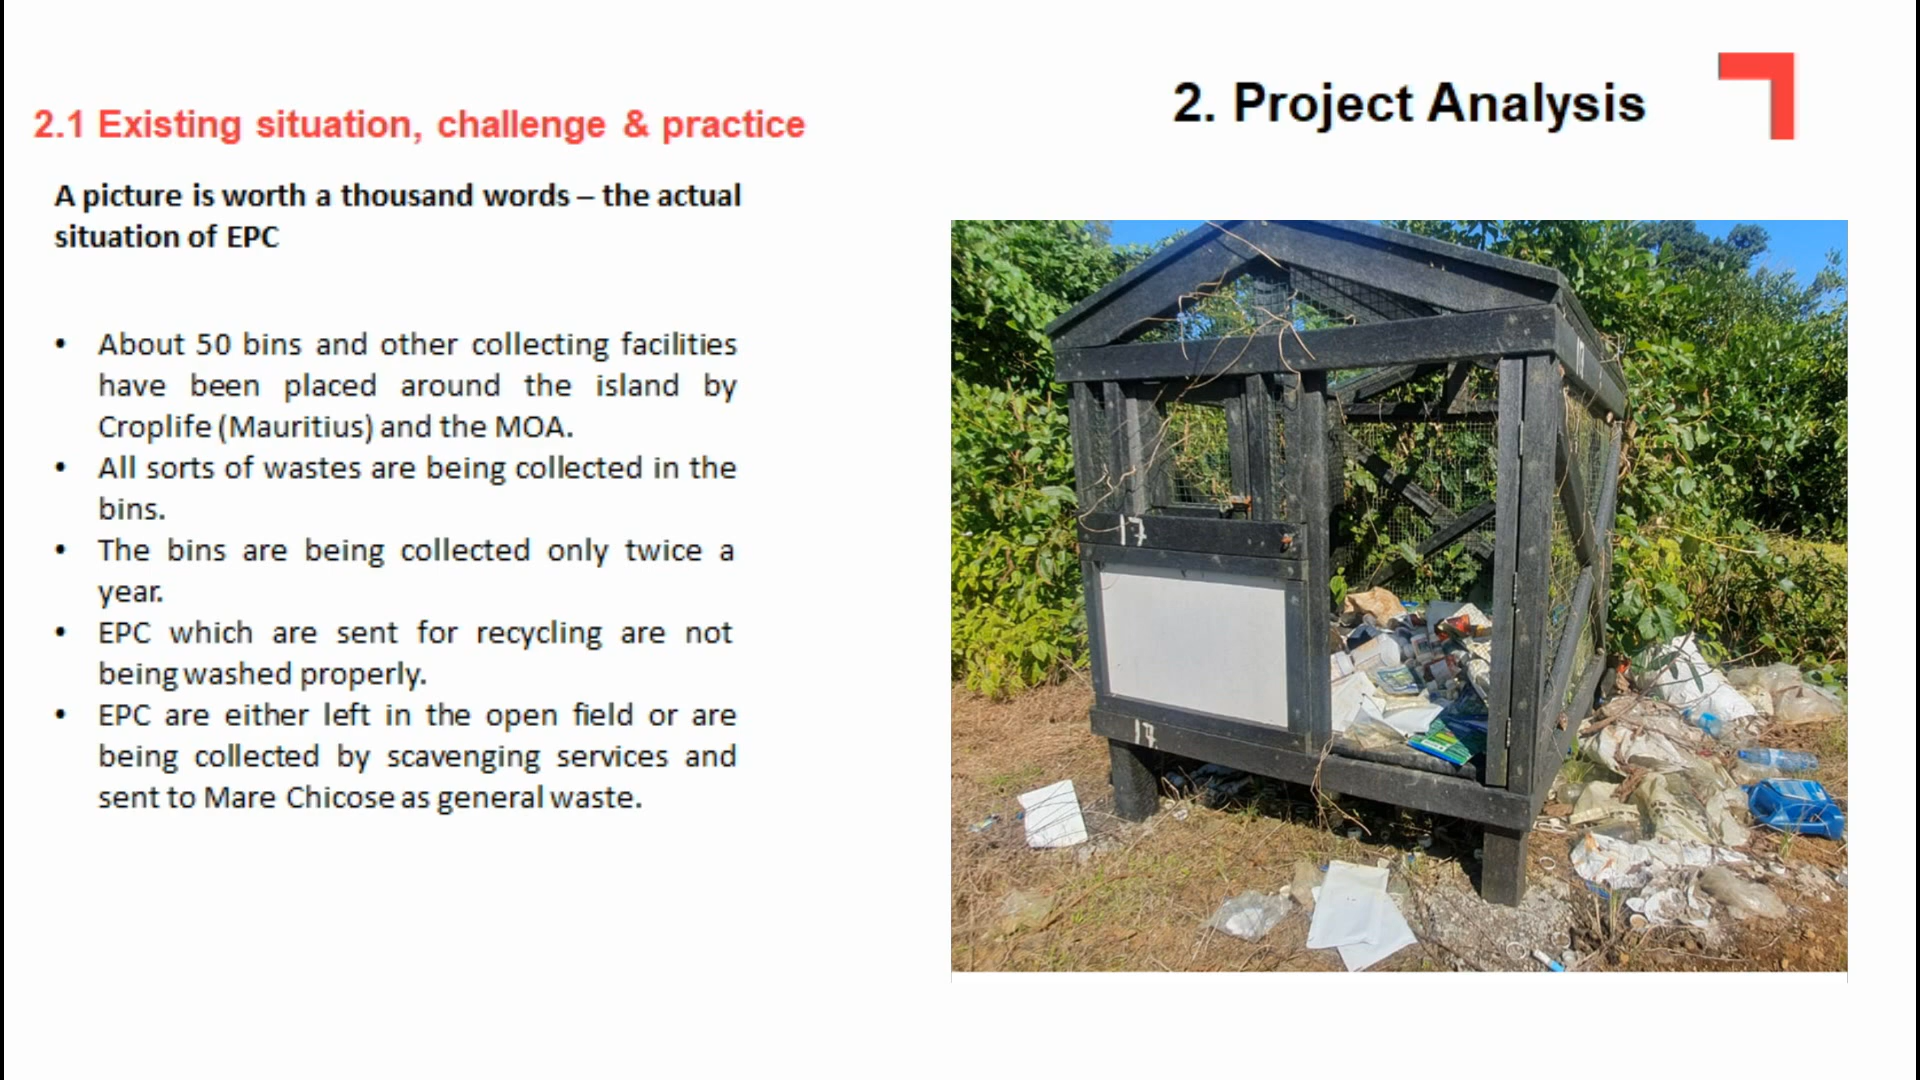 2. Project Analysis
2.1 Existing situation, challenge & practice
A picture is worth a thousand words – the actual
situation of EPC
• About 50 bins and other collecting facilities
have been placed around the island by
Croplife (Mauritius) and the MOA.
• All sorts of wastes are being collected in the
bins.
• The bins are being collected only twice a
year.
• EPC which are sent for recycling are not
being washed properly.
• EPC are either left in the open field or are
being collected by scavenging services and
sent to Mare Chicose as general waste.
17
17